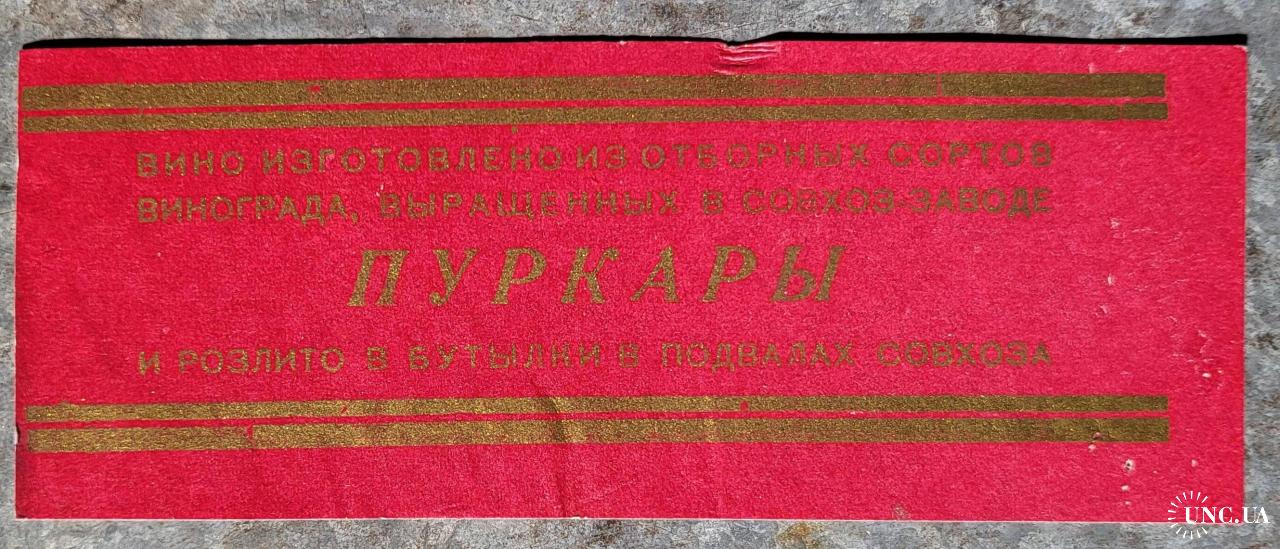 ВИНО ИЗГОТОВЛЕНО ИЗ ОТБОРНЫХ СОРТОВ
ВИНОГРАДА, ВЫРАЩЕННЫХ В СОВХОЗ-ЗАВОДЕ
ПУРКАРЫ
И РОЗЛИТО В БУТЫЛКИ В ПОДВАЛАХ СОВХОЗА
UNC.UA